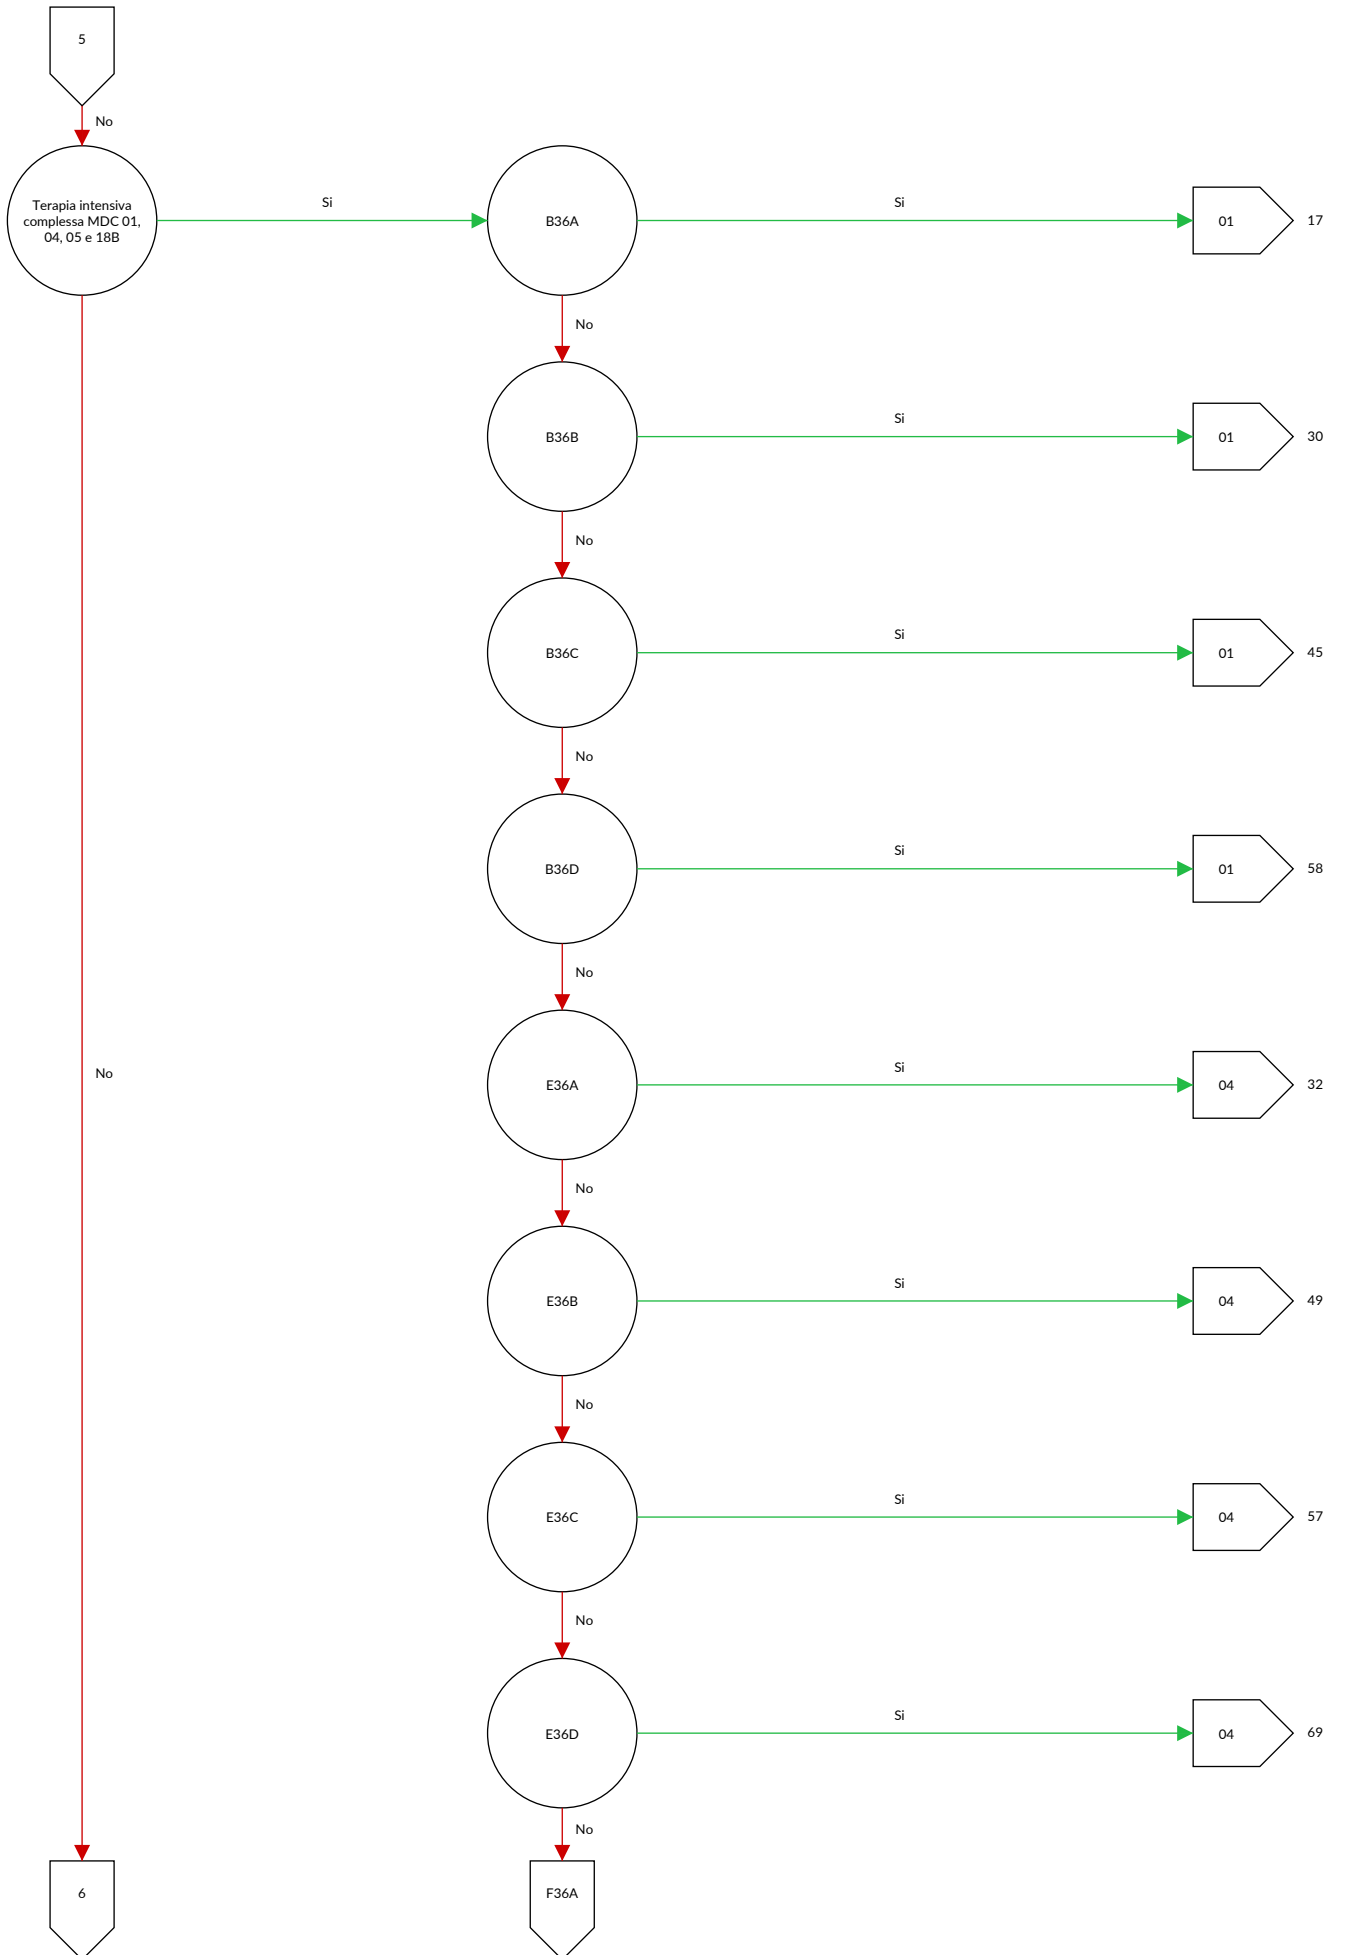 5
No
Terapia intensiva
complessa MDC 01,
04, 05 e 18B
Si
B36A
Si
01
17
No
B36B
Si
01
30
No
B36C
Si
01
45
No
B36D
Si
01
58
No
E36A
Si
04
32
No
No
E36B
Si
04
49
No
E36C
Si
04
57
No
E36D
Si
04
69
No
6
F36A